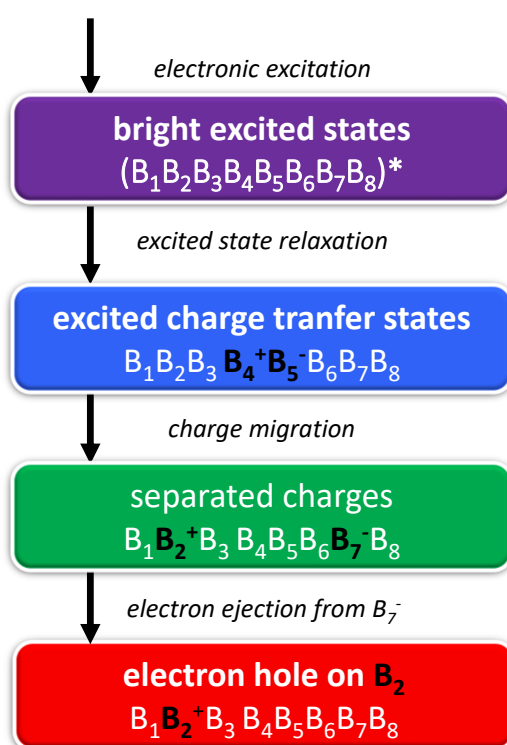 electronic excitation
bright excited states
(B₁B₂B₃B₄B₅B₆B₇B₈)*
excited state relaxation
excited charge tranfer states
B₁B₂B₃ B₄⁺B₅⁻B₆B₇B₈
charge migration
separated charges
B₁B₂⁺B₃ B₄B₅B₆B₇⁻B₈
electron ejection from B₇⁻
electron hole on B₂
B₁B₂⁺B₃ B₄B₅B₆B₇B₈